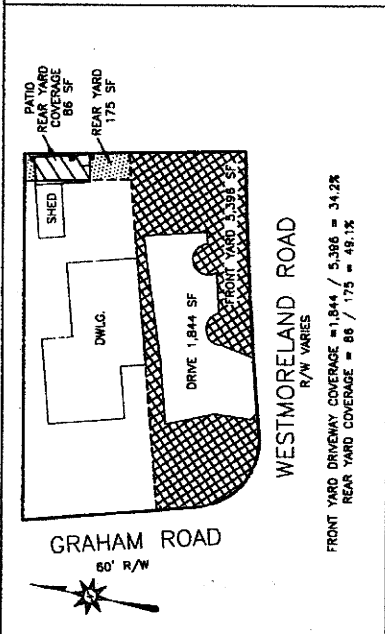 PATIO
REAR YARD
COVERAGE
86 SF
REAR YARD
175 SF
SHED
DWLG.
FRONT YARD 5,396 SF
DRIVE 1,844 SF
WESTMORELAND ROAD
R/W VARIES
GRAHAM ROAD
60' R/W
FRONT YARD DRIVEWAY COVERAGE =1,844 / 5,396 = 34.2%
REAR YARD COVERAGE = 86 / 175 = 49.1%